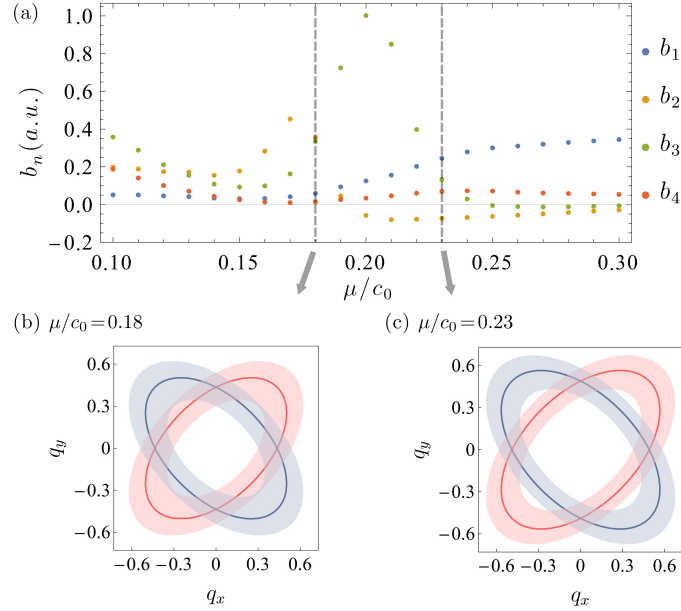 (a)
b_n(a.u.)
1.0
0.8
0.6
0.4
0.2
0.0
−0.2
0.10
0.15
0.20
0.25
0.30
μ/c_0
b_1
b_2
b_3
b_4
(b) μ/c_0=0.18
q_y
0.6
0.3
0
−0.3
−0.6
−0.6 −0.3 0 0.3 0.6
q_x
(c) μ/c_0=0.23
q_y
0.6
0.3
0
−0.3
−0.6
−0.6 −0.3 0 0.3 0.6
q_x